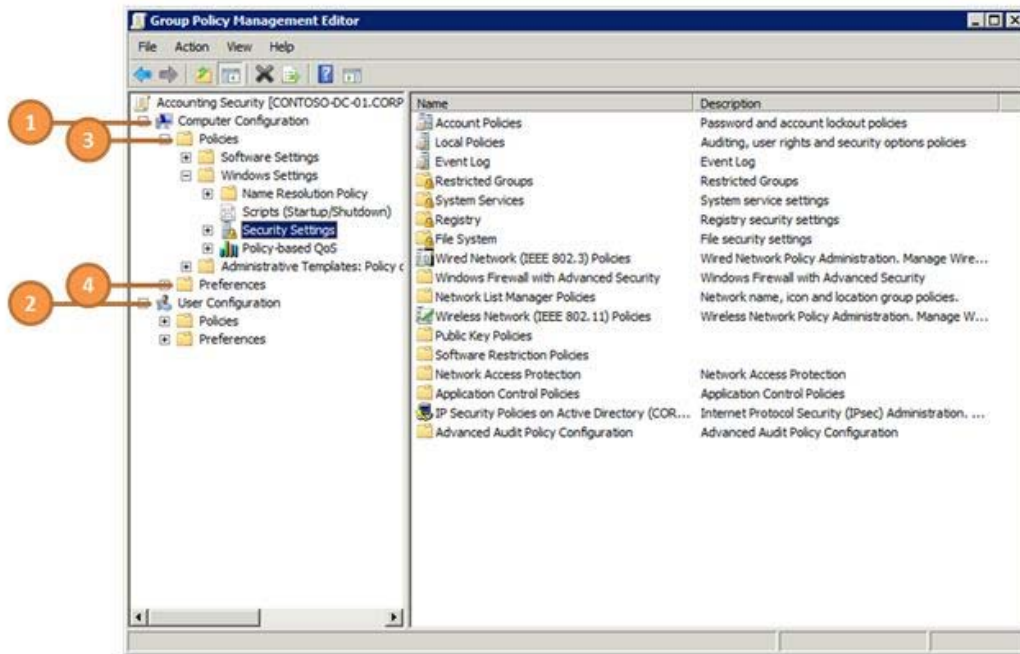 Group Policy Management Editor
File Action View Help
Accounting Security [CONTOSO-DC-01.CORP
1
Computer Configuration
3
Policies
Software Settings
Windows Settings
Name Resolution Policy
Scripts (Startup/Shutdown)
Security Settings
Policy-based QoS
Administrative Templates: Policy
4
Preferences
2
User Configuration
Policies
Preferences
Name Description
Account Policies Password and account lockout policies
Local Policies Auditing, user rights and security options policies
Event Log Event Log
Restricted Groups Restricted Groups
System Services System service settings
Registry Registry security settings
File System File security settings
Wired Network (IEEE 802.3) Policies Wired Network Policy Administration. Manage Wire...
Windows Firewall with Advanced Security Windows Firewall with Advanced Security
Network List Manager Policies Network name, icon and location group policies.
Wireless Network (IEEE 802.11) Policies Wireless Network Policy Administration. Manage W...
Public Key Policies
Software Restriction Policies
Network Access Protection Network Access Protection
Application Control Policies Application Control Policies
IP Security Policies on Active Directory (COR... Internet Protocol Security (IPsec) Administration. ...
Advanced Audit Policy Configuration Advanced Audit Policy Configuration